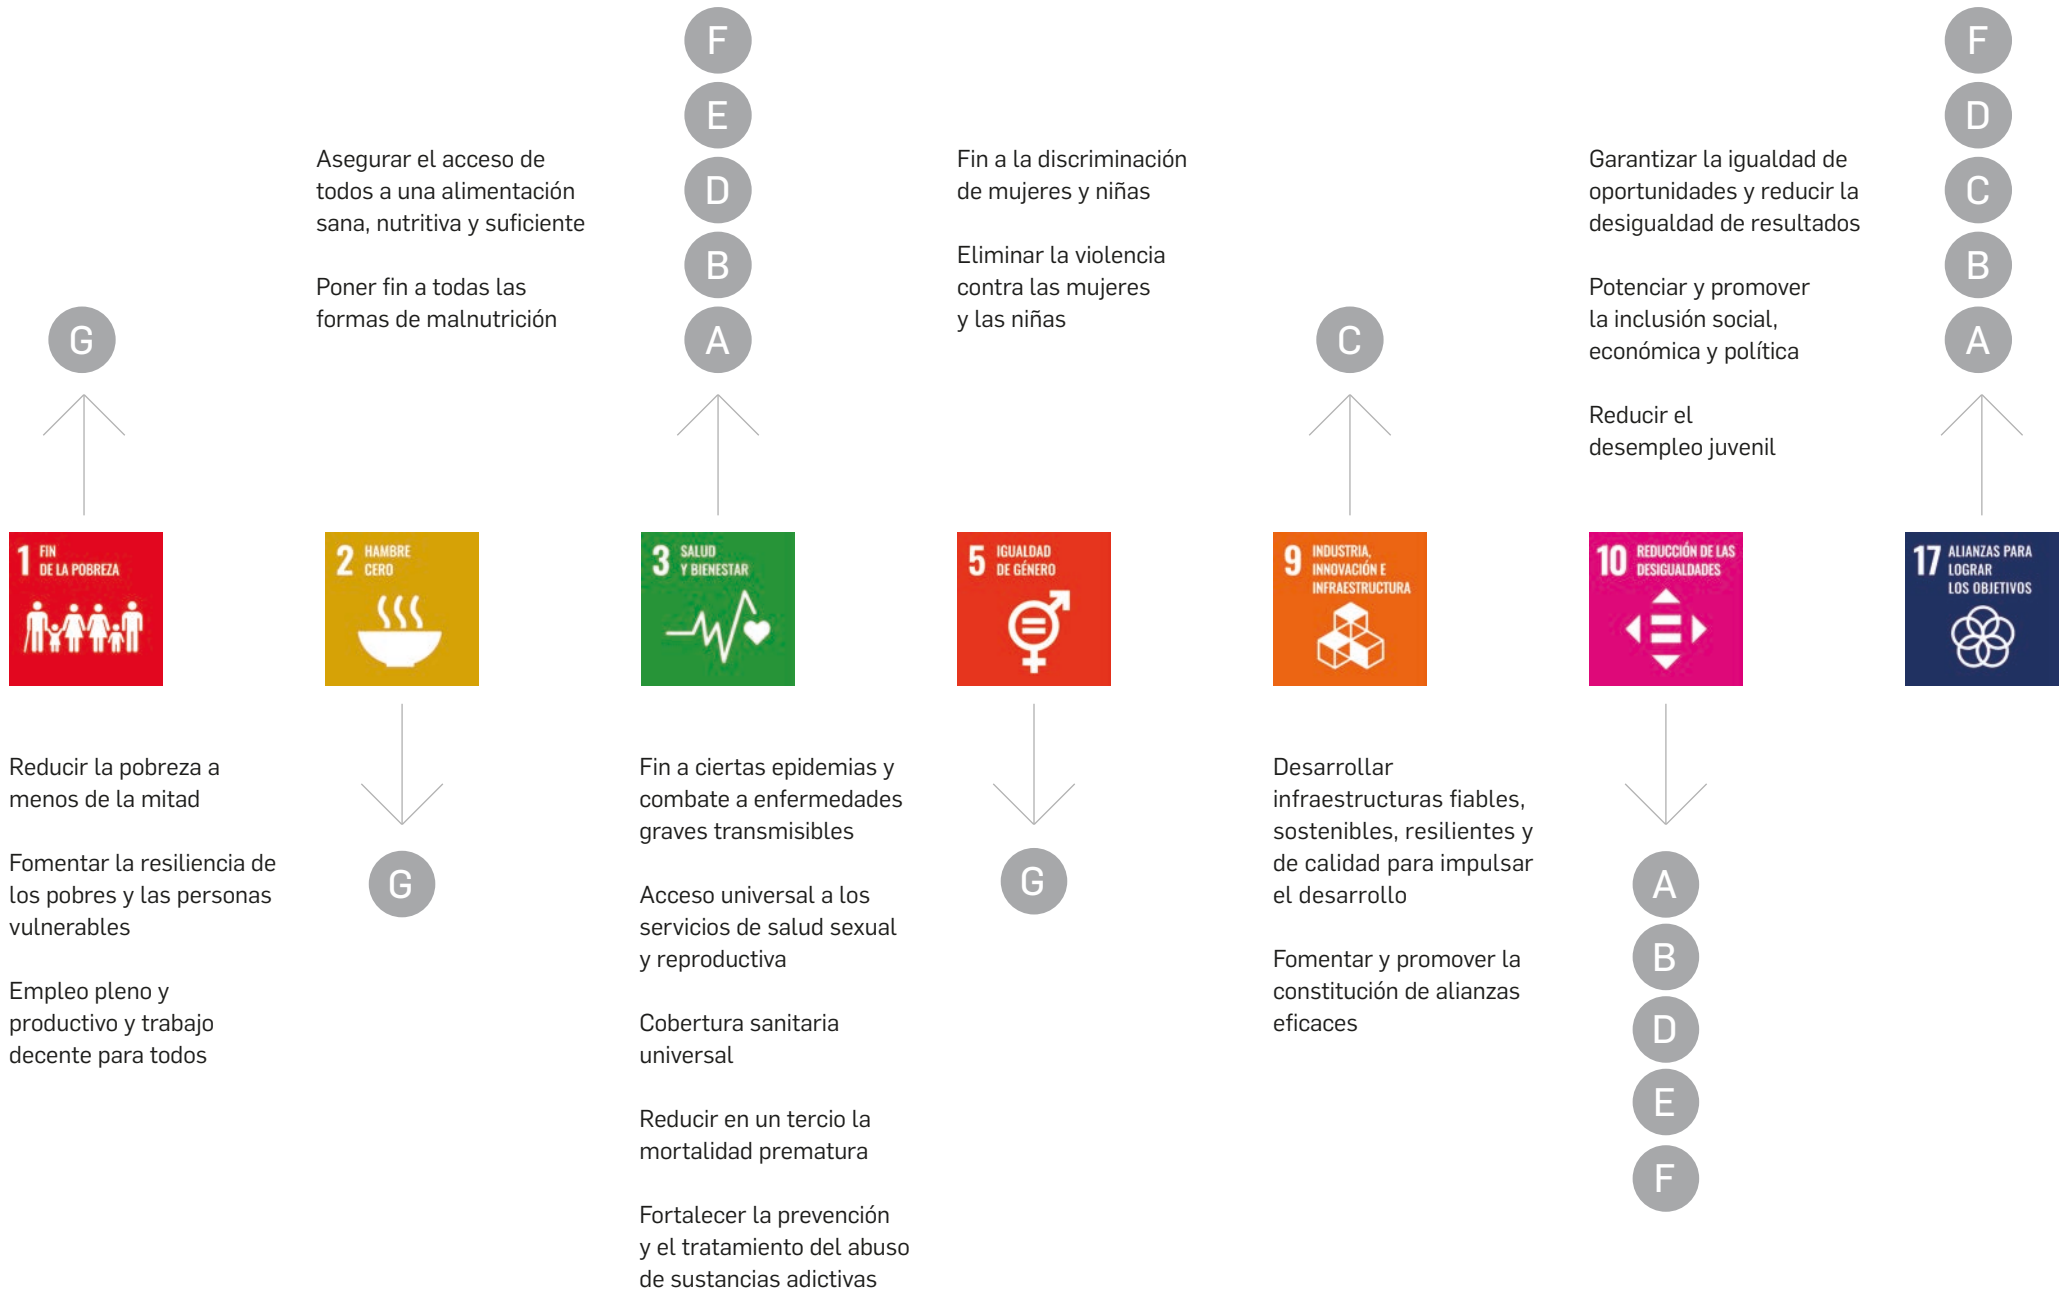 G
1 FIN
DE LA POBREZA
Reducir la pobreza a
menos de la mitad
Fomentar la resiliencia de
los pobres y las personas
vulnerables
Empleo pleno y
productivo y trabajo
decente para todos
Asegurar el acceso de
todos a una alimentación
sana, nutritiva y suficiente
Poner fin a todas las
formas de malnutrición
2 HAMBRE
CERO
G
F
E
D
B
A
3 SALUD
Y BIENESTAR
Fin a ciertas epidemias y
combate a enfermedades
graves transmisibles
Acceso universal a los
servicios de salud sexual
y reproductiva
Cobertura sanitaria
universal
Reducir en un tercio la
mortalidad prematura
Fortalecer la prevención
y el tratamiento del abuso
de sustancias adictivas
Fin a la discriminación
de mujeres y niñas
Eliminar la violencia
contra las mujeres
y las niñas
5 IGUALDAD
DE GÉNERO
G
C
9 INDUSTRIA,
INNOVACIÓN E
INFRAESTRUCTURA
Desarrollar
infraestructuras fiables,
sostenibles, resilientes y
de calidad para impulsar
el desarrollo
Fomentar y promover la
constitución de alianzas
eficaces
Garantizar la igualdad de
oportunidades y reducir la
desigualdad de resultados
Potenciar y promover
la inclusión social,
económica y política
Reducir el
desempleo juvenil
10 REDUCCIÓN DE LAS
DESIGUALDADES
A
B
D
E
F
F
D
C
B
A
17 ALIANZAS PARA
LOGRAR
LOS OBJETIVOS